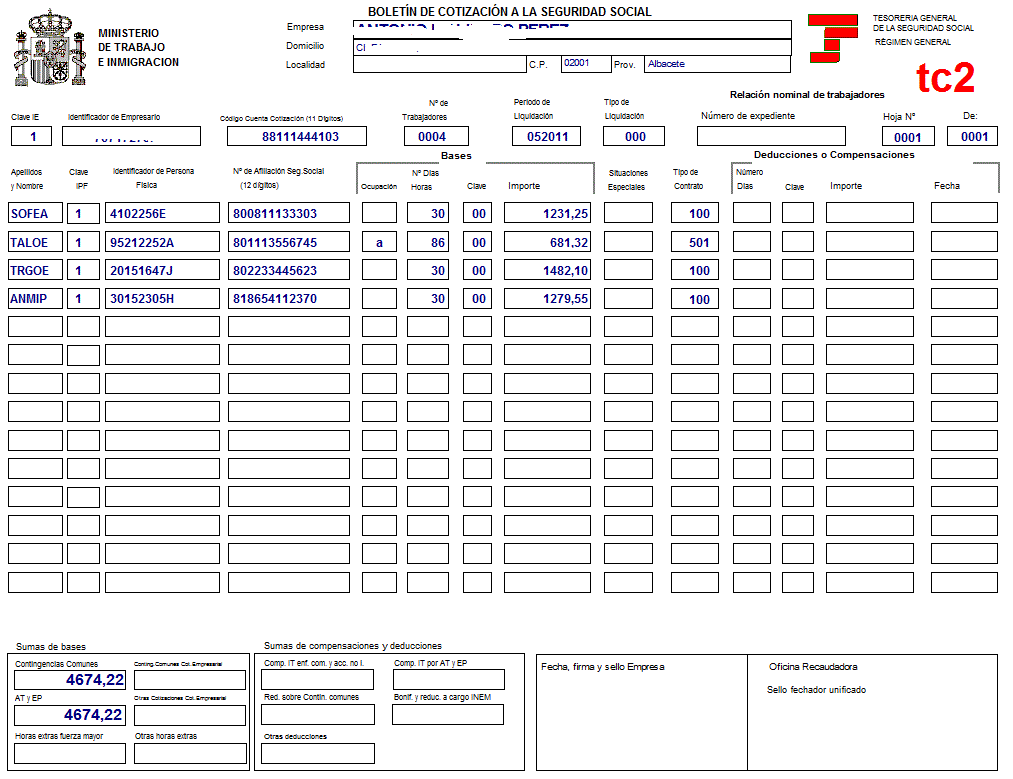 BOLETÍN DE COTIZACIÓN A LA SEGURIDAD SOCIAL
MINISTERIO
DE TRABAJO
E INMIGRACION
Empresa PEREZ
Domicilio
Localidad C.P. 02001 Prov. Albacete
TESORERIA GENERAL
DE LA SEGURIDAD SOCIAL
RÉGIMEN GENERAL
tc2
Relación nominal de trabajadores
Clave IE Identificador de Empresario Código Cuenta Cotización (11 Dígitos) Nº de Trabajadores Periodo de Liquidación Tipo de Liquidación Número de expediente Hoja Nº De:
1 88111444103 0004 052011 000 0001 0001
Bases Deducciones o Compensaciones
Apellidos y Nombre Clave IPF Identificador de Persona Física Nº de Afiliación Seg.Social (12 dígitos) Ocupación Nº Días Horas Clave Importe Situaciones Especiales Tipo de Contrato Número Días Clave Importe Fecha
SOFEA 1 4102256E 800811133303 30 00 1231,25 100
TALOE 1 95212252A 801113556745 a 86 00 681,32 501
TRGOE 1 20151647J 802233445623 30 00 1482,10 100
ANMIP 1 30152305H 818654112370 30 00 1279,55 100
Sumas de bases
Contingencias Comunes Conting.Comunes Cot. Empresarial
4674,22
AT y EP Otras Cotizaciones Cot. Empresarial
4674,22
Horas extras fuerza mayor Otras horas extras
Sumas de compensaciones y deducciones
Comp. IT enf. com. y acc. no l. Comp. IT por AT y EP
Red. sobre Contin. comunes Bonif. y reduc. a cargo INEM
Otras deducciones
Fecha, firma y sello Empresa
Oficina Recaudadora
Sello fechador unificado